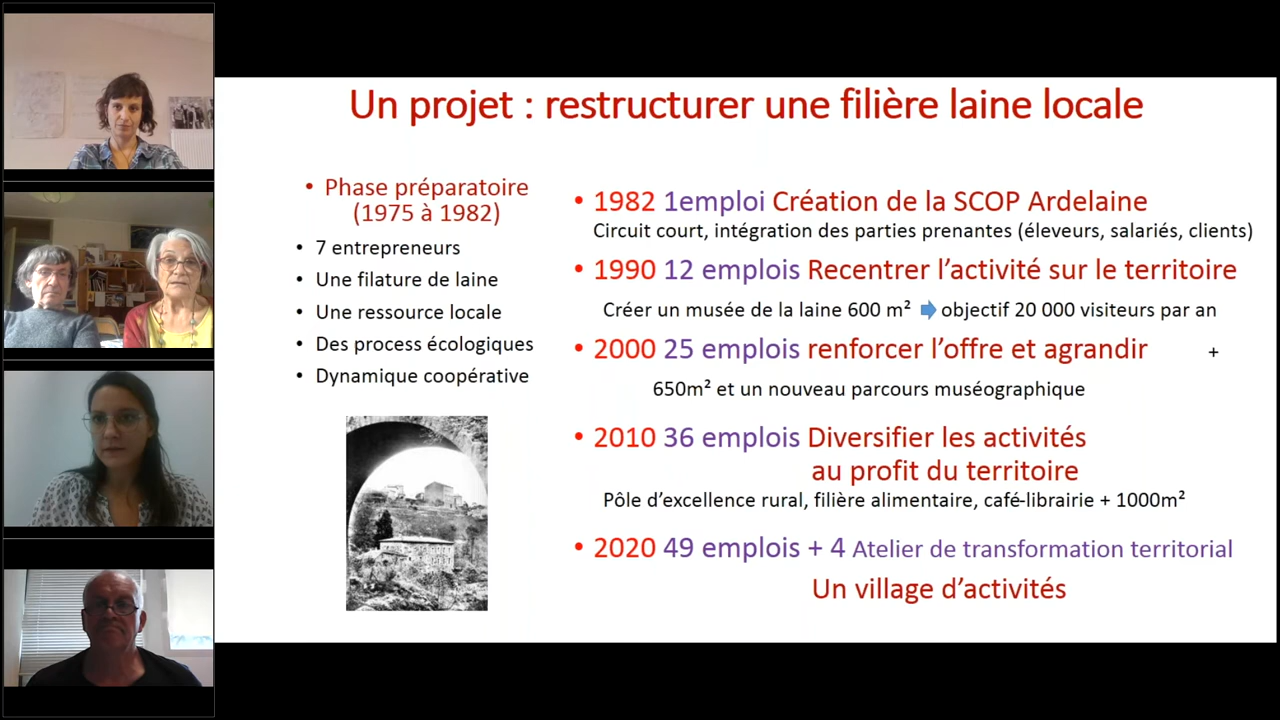 Un projet : restructurer une filière laine locale
• Phase préparatoire
(1975 à 1982)
• 7 entrepreneurs
• Une filature de laine
• Une ressource locale
• Des process écologiques
• Dynamique coopérative
• 1982 1emploi Création de la SCOP Ardelaine
Circuit court, intégration des parties prenantes (éleveurs, salariés, clients)
• 1990 12 emplois Recentrer l’activité sur le territoire
Créer un musée de la laine 600 m² objectif 20 000 visiteurs par an
• 2000 25 emplois renforcer l’offre et agrandir +
650m² et un nouveau parcours muséographique
• 2010 36 emplois Diversifier les activités
au profit du territoire
Pôle d’excellence rural, filière alimentaire, café-librairie + 1000m²
• 2020 49 emplois + 4 Atelier de transformation territorial
Un village d’activités